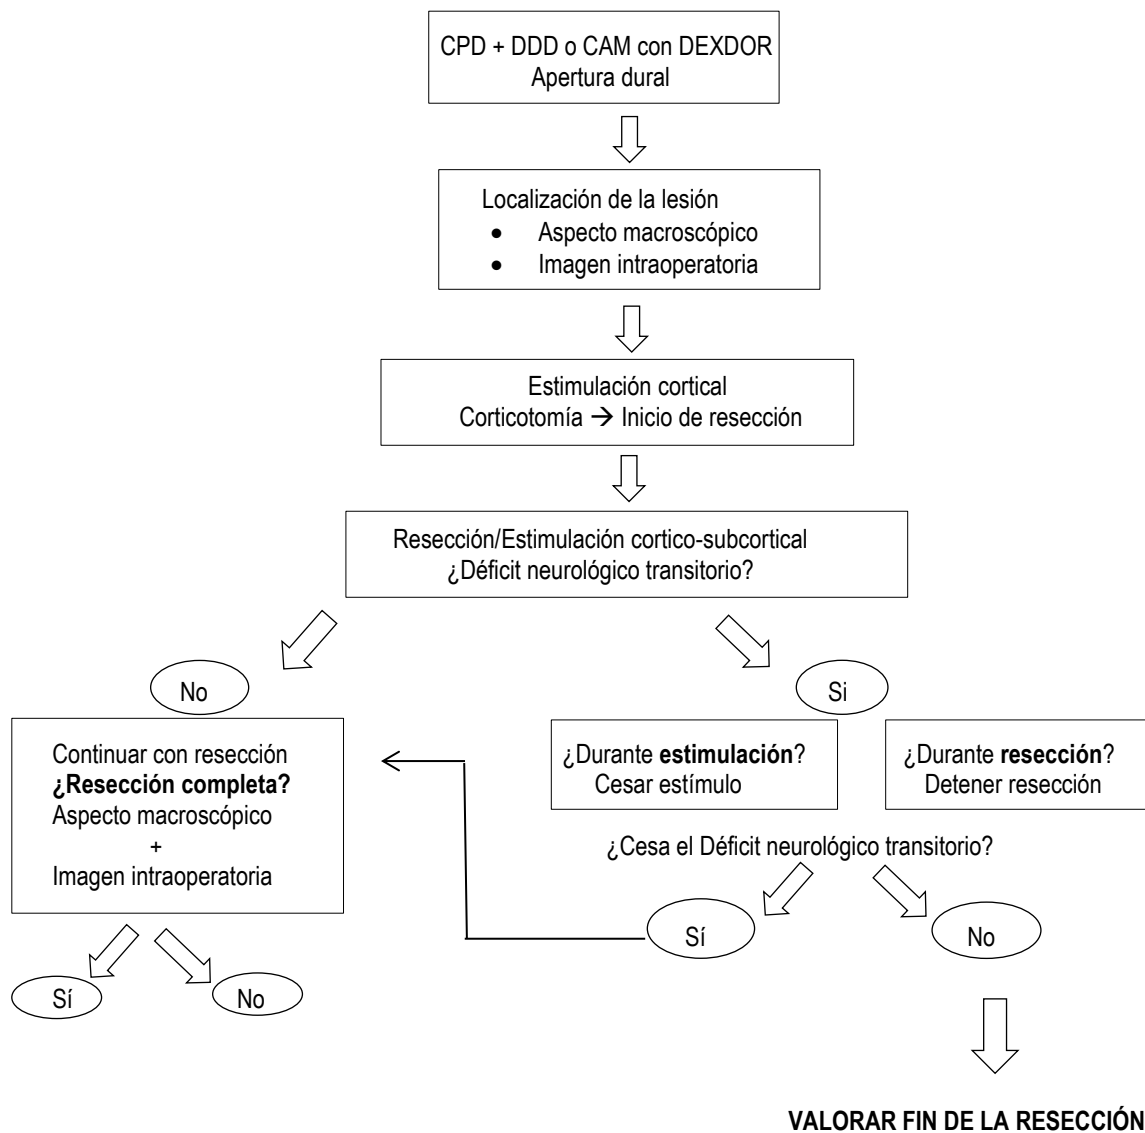 CPD + DDD o CAM con DEXDOR
Apertura dural
Localización de la lesión
• Aspecto macroscópico
• Imagen intraoperatoria
Estimulación cortical
Corticotomía → Inicio de resección
Resección/Estimulación cortico-subcortical
¿Déficit neurológico transitorio?
No
Si
Continuar con resección
¿Resección completa?
Aspecto macroscópico
+
Imagen intraoperatoria
¿Durante estimulación?
Cesar estímulo
¿Durante resección?
Detener resección
¿Cesa el Déficit neurológico transitorio?
Sí
No
Sí
No
VALORAR FIN DE LA RESECCIÓN